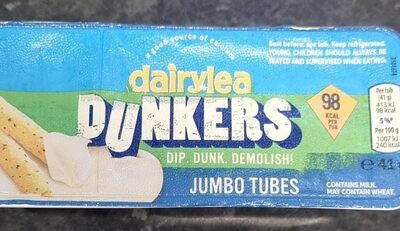 a good source of calcium
Best before: see tub. Keep refrigerated.
YOUNG CHILDREN SHOULD ALWAYS BE
SEATED AND SUPERVISED WHEN EATING.
dairylea
DUNKERS
DIP. DUNK. DEMOLISH!
JUMBO TUBES
98
KCAL
PER
TUB
Per tub
(41 g)
413 kJ
98 kcal
5%*
Per 100 g
1007 kJ
240 kcal
e 41
CONTAINS MILK.
MAY CONTAIN WHEAT.